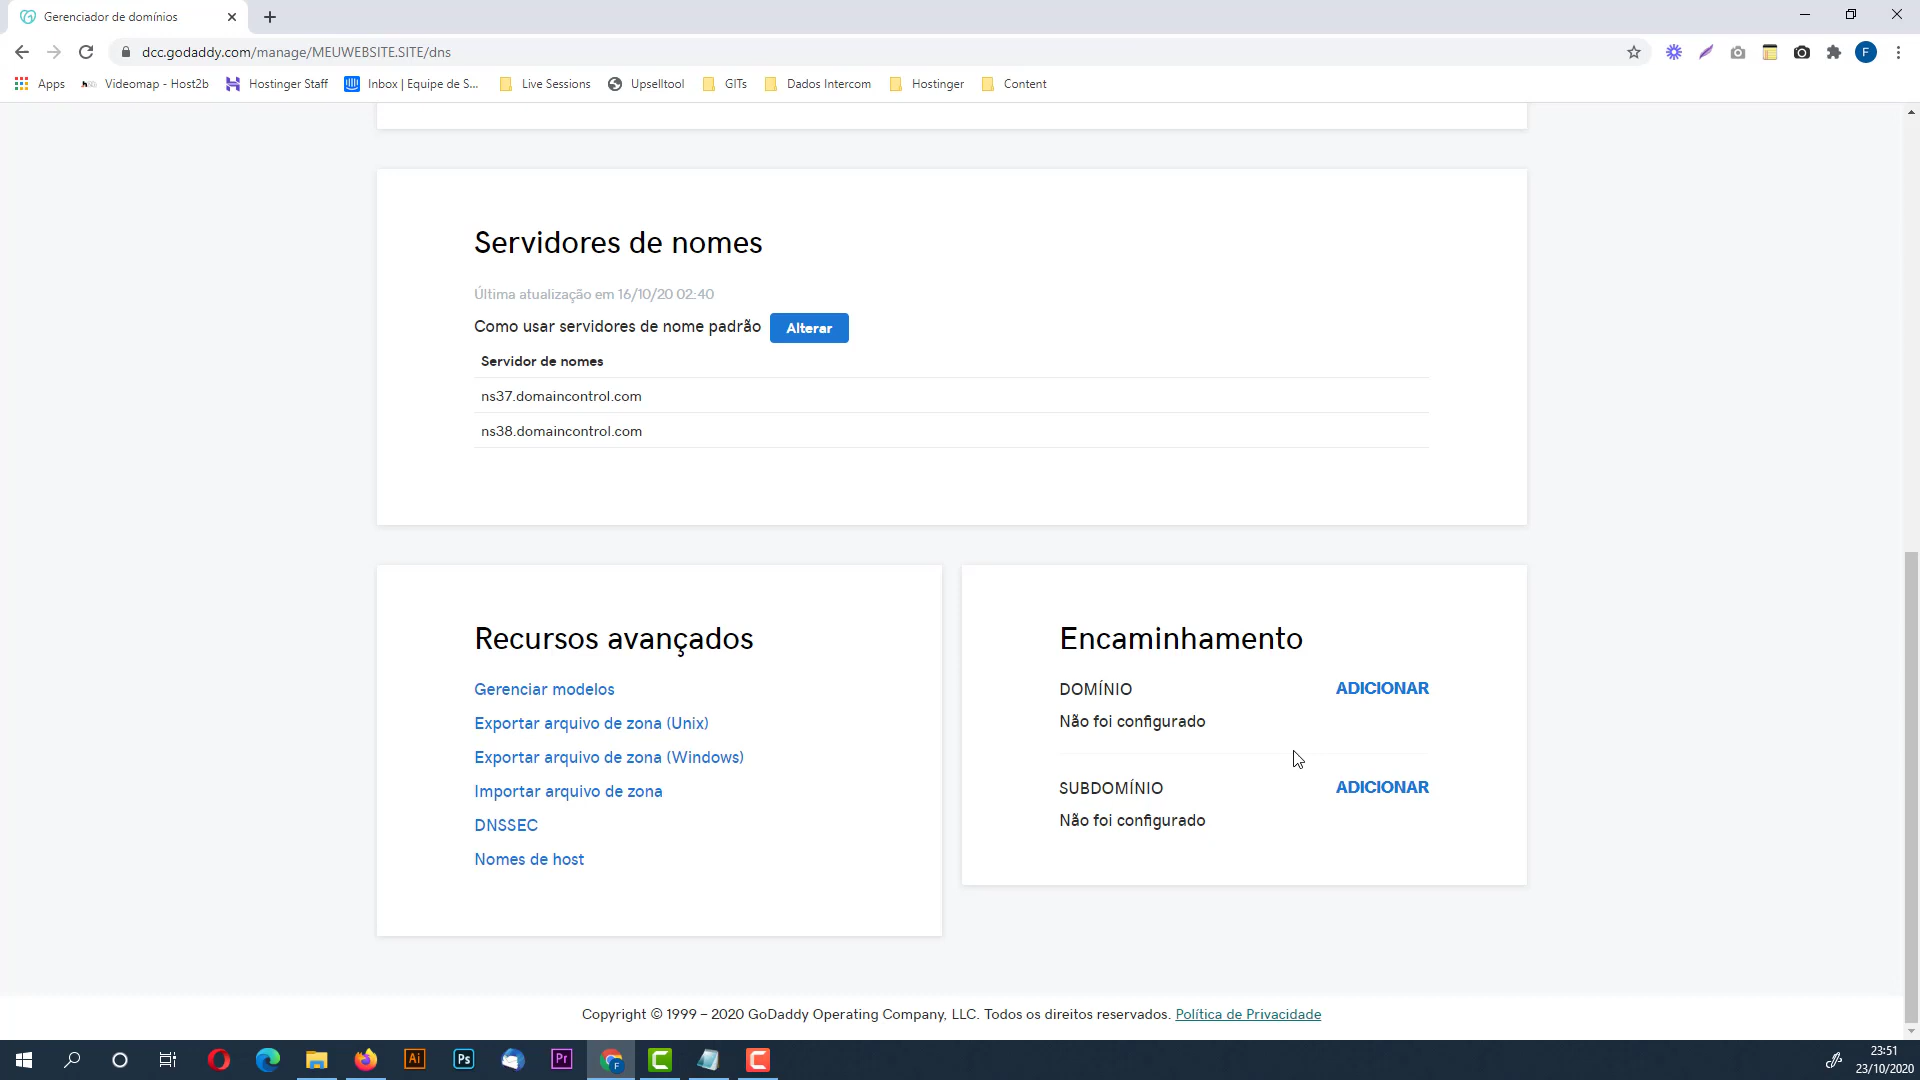 Gerenciador de domínios
dcc.godaddy.com/manage/MEUWEBSITE.SITE/dns
F
Apps Videomap - Host2b Hostinger Staff Inbox | Equipe de S... Live Sessions Upselltool GITs Dados Intercom Hostinger Content
Servidores de nomes
Última atualização em 16/10/20 02:40
Como usar servidores de nome padrão Alterar
Servidor de nomes
ns37.domaincontrol.com
ns38.domaincontrol.com
Recursos avançados
Gerenciar modelos
Exportar arquivo de zona (Unix)
Exportar arquivo de zona (Windows)
Importar arquivo de zona
DNSSEC
Nomes de host
Encaminhamento
DOMÍNIO ADICIONAR
Não foi configurado
SUBDOMÍNIO ADICIONAR
Não foi configurado
Copyright © 1999 – 2020 GoDaddy Operating Company, LLC. Todos os direitos reservados. Política de Privacidade
Ai Ps Pr F
23:51
23/10/2020